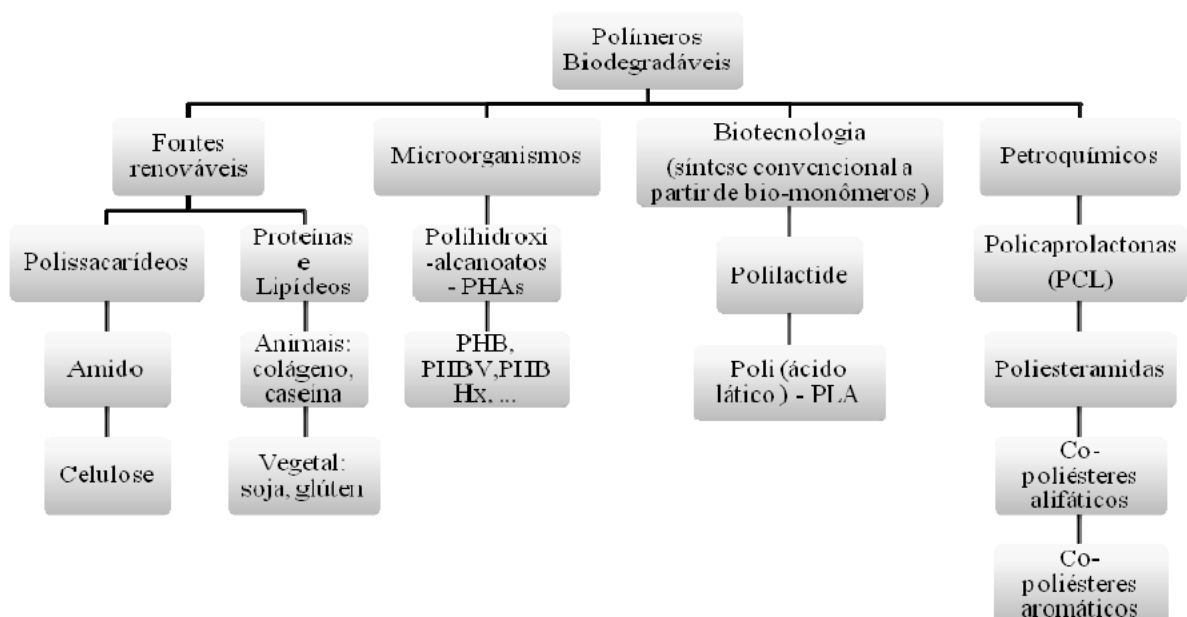 Polímeros
Biodegradáveis
Fontes
renováveis
Microorganismos
Biotecnologia
(síntese convencional a
partir de bio-monômeros )
Petroquímicos
Polissacarídeos
Proteínas
e
Lipídeos
Polihidroxi
-alcanoatos
- PHAs
Polilactide
Policaprolactonas
(PCL)
Amido
Animais:
colágeno,
caseína
PHB,
PHBV,PHB
Hx, ...
Poli (ácido
lático ) - PLA
Poliesteramidas
Celulose
Vegetal:
soja, glúten
Co-
poliésteres
alifáticos
Co-
poliésteres
aromáticos